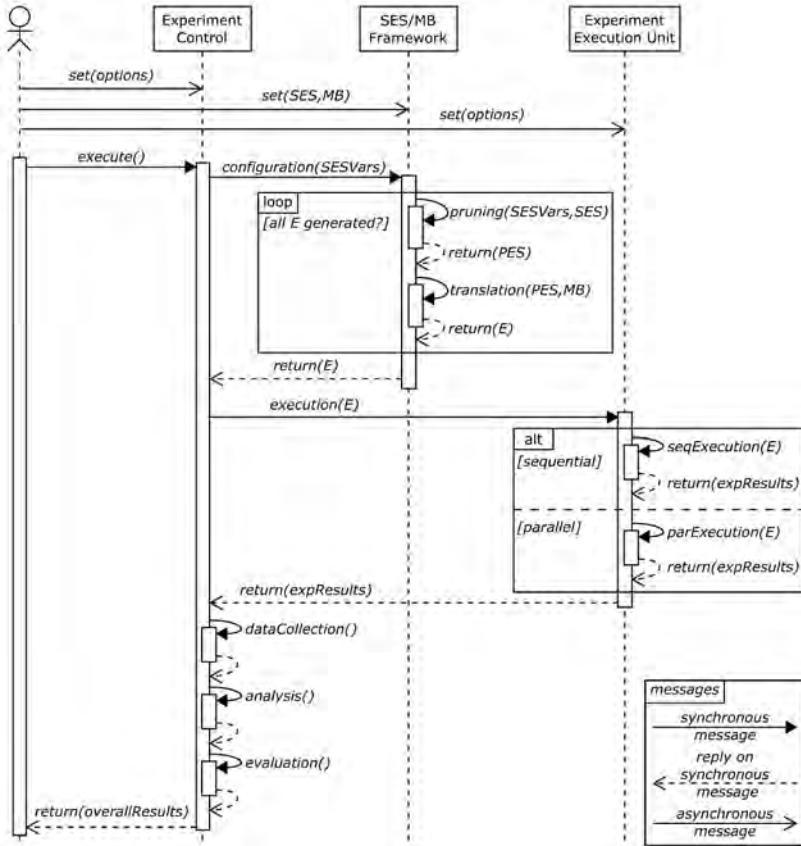 Experiment
Control
SES/MB
Framework
Experiment
Execution Unit
set(options)
set(SES,MB)
set(options)
execute()
configuration(SESVars)
loop
[all E generated?]
pruning(SESVars,SES)
return(PES)
translation(PES,MB)
return(E)
return(E)
execution(E)
alt
[sequential]
seqExecution(E)
return(expResults)
[parallel]
parExecution(E)
return(expResults)
return(expResults)
dataCollection()
analysis()
evaluation()
return(overallResults)
messages
synchronous
message
reply on
synchronous
message
asynchronous
message